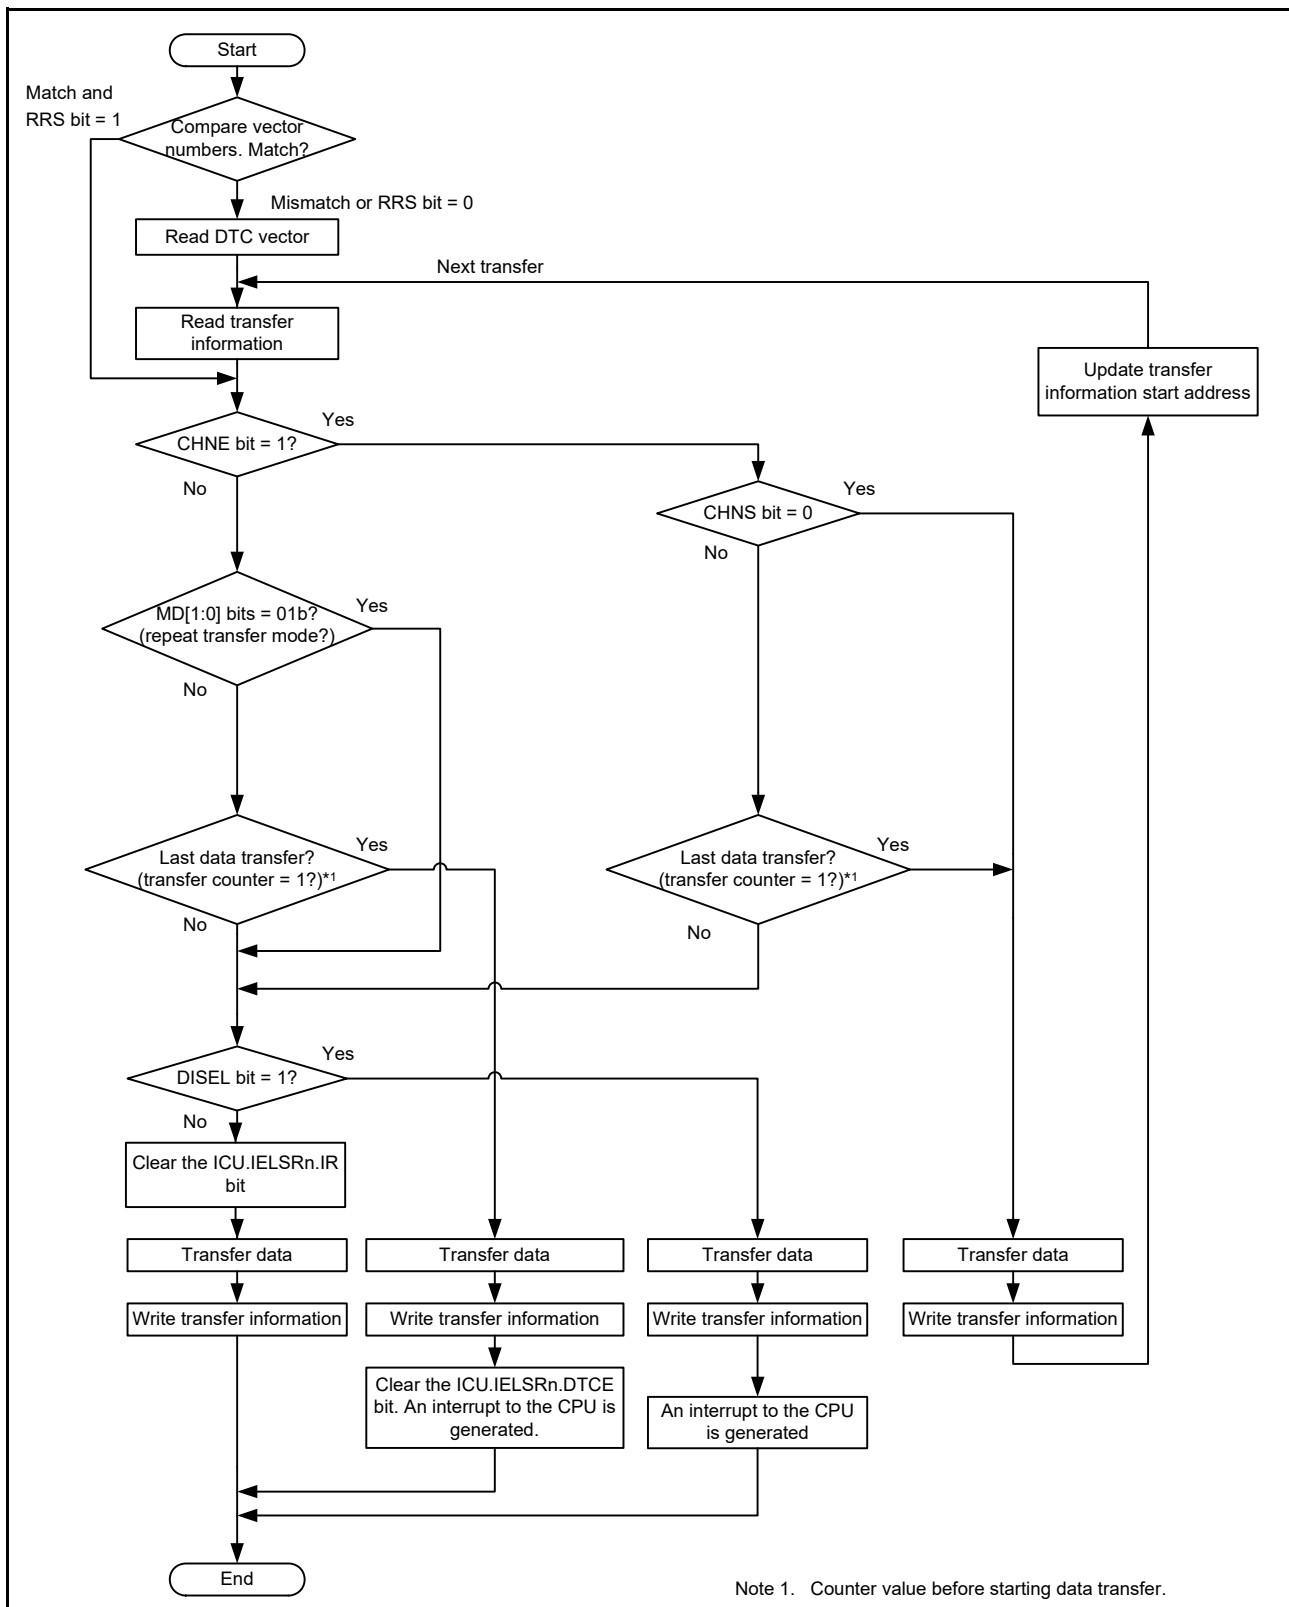 Start
Match and
RRS bit = 1
Compare vector
numbers. Match?
Mismatch or RRS bit = 0
Read DTC vector
Next transfer
Read transfer
information
Update transfer
information start address
Yes
CHNE bit = 1?
No
Yes
CHNS bit = 0
No
MD[1:0] bits = 01b?
(repeat transfer mode?)
Yes
No
Last data transfer?
(transfer counter = 1?)*1
Yes
No
Last data transfer?
(transfer counter = 1?)*1
Yes
No
Yes
DISEL bit = 1?
No
Clear the ICU.IELSRn.IR
bit
Transfer data
Transfer data
Transfer data
Transfer data
Write transfer information
Write transfer information
Write transfer information
Write transfer information
Clear the ICU.IELSRn.DTCE
bit. An interrupt to the CPU is
generated.
An interrupt to the CPU
is generated
End
Note 1. Counter value before starting data transfer.